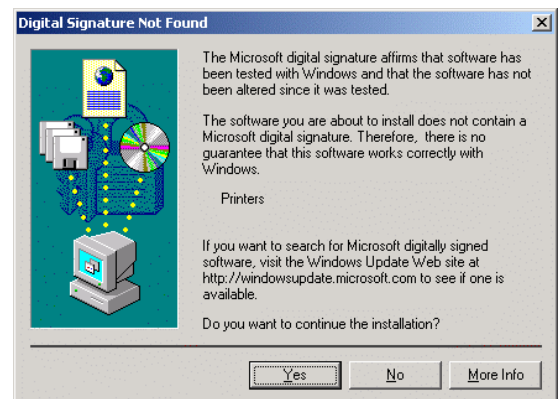 Digital Signature Not Found
The Microsoft digital signature affirms that software has
been tested with Windows and that the software has not
been altered since it was tested.
The software you are about to install does not contain a
Microsoft digital signature. Therefore,  there is no
guarantee that this software works correctly with
Windows.
Printers
If you want to search for Microsoft digitally signed
software, visit the Windows Update Web site at
http://windowsupdate.microsoft.com to see if one is
available.
Do you want to continue the installation?
Yes
No
More Info